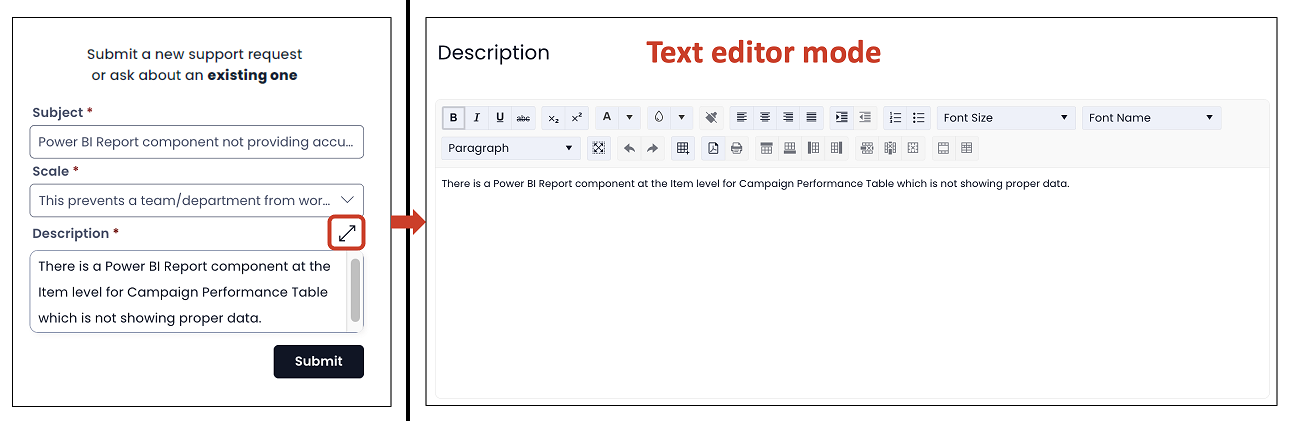 Submit a new support request
or ask about an existing one
Subject *
Power BI Report component not providing accu...
Scale *
This prevents a team/department from wor...
Description *
There is a Power BI Report component at the
Item level for Campaign Performance Table
which is not showing proper data.
Submit
Description
Text editor mode
B I U abc x₂ x² A Font Size Font Name
Paragraph
There is a Power BI Report component at the Item level for Campaign Performance Table which is not showing proper data.